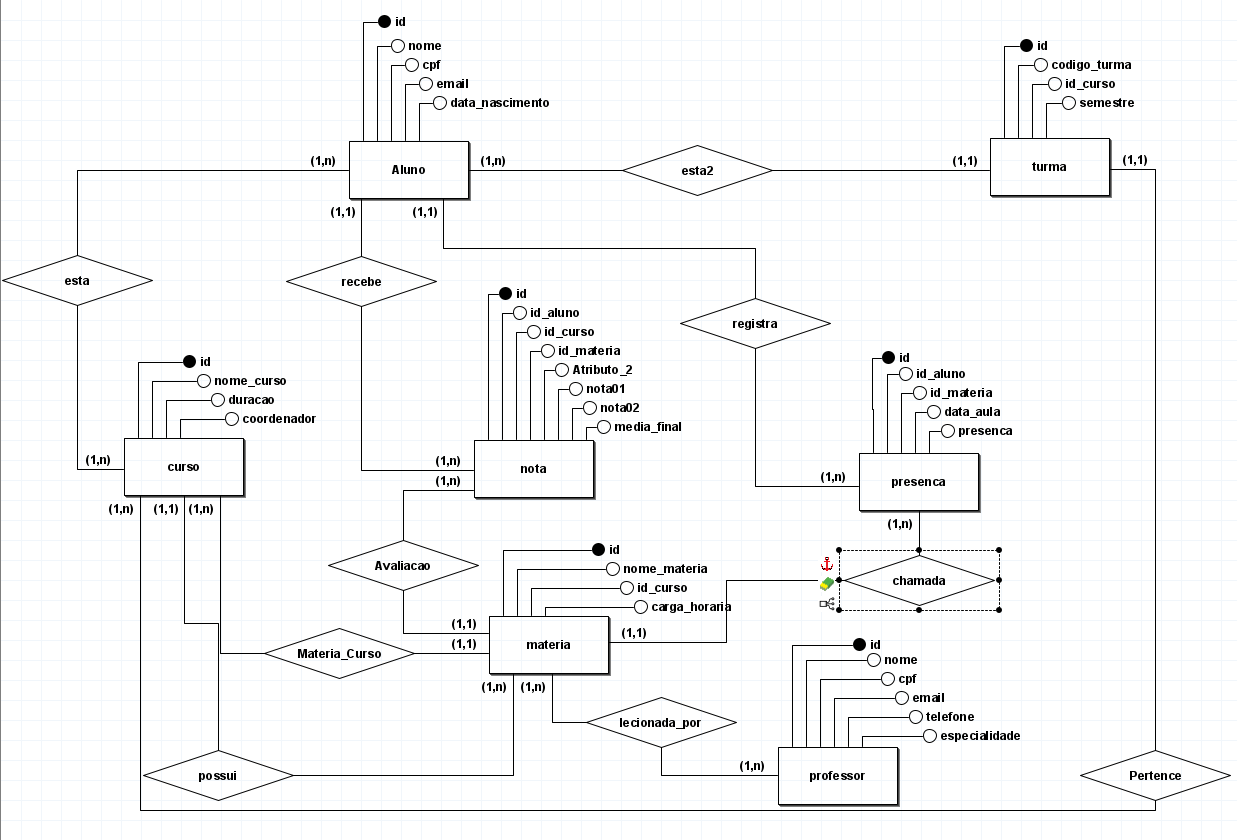 id
nome
cpf
email
data_nascimento
Aluno
(1,n)
(1,n)
(1,1)
(1,1)
esta2
(1,1)
id
codigo_turma
id_curso
semestre
turma
(1,1)
esta
recebe
registra
id
id_aluno
id_curso
id_materia
Atributo_2
nota01
nota02
media_final
nota
(1,n)
(1,n)
id
nome_curso
duracao
coordenador
curso
(1,n)
(1,n)
(1,1)
(1,n)
id
id_aluno
id_materia
data_aula
presenca
presenca
(1,n)
(1,n)
Avaliacao
chamada
id
nome_materia
id_curso
carga_horaria
materia
(1,1)
(1,1)
(1,1)
(1,n)
(1,n)
Materia_Curso
lecionada_por
id
nome
cpf
email
telefone
especialidade
professor
(1,n)
possui
Pertence